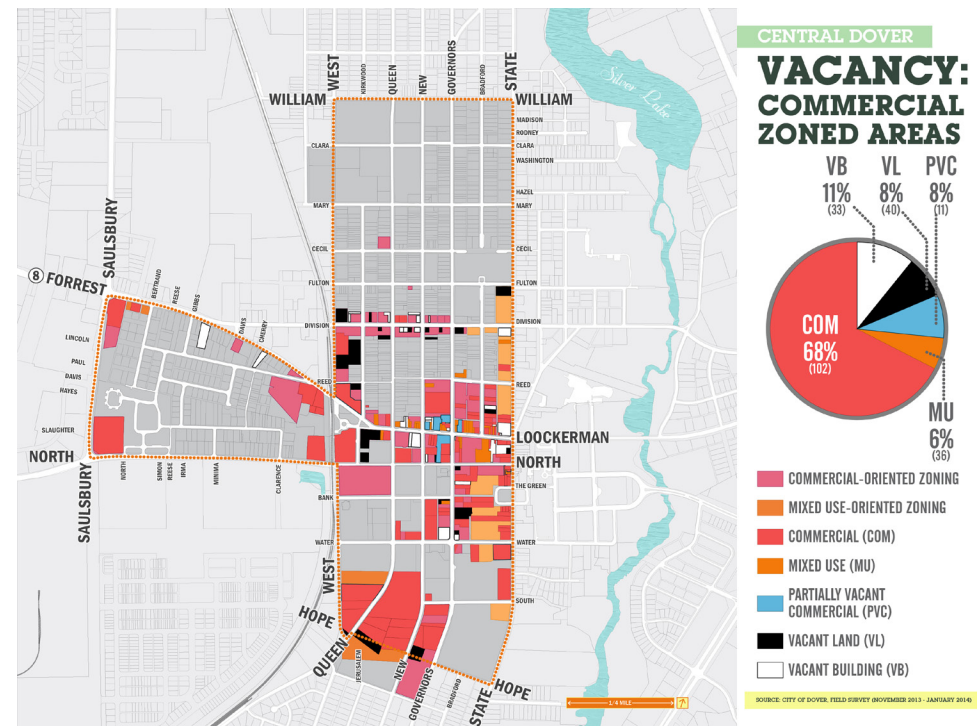 CENTRAL DOVER
VACANCY:
COMMERCIAL
ZONED AREAS
VB
11%
(33)
VL
8%
(40)
PVC
8%
(11)
COM
68%
(102)
MU
6%
(36)
COMMERCIAL-ORIENTED ZONING
MIXED USE-ORIENTED ZONING
COMMERCIAL (COM)
MIXED USE (MU)
PARTIALLY VACANT
COMMERCIAL (PVC)
VACANT LAND (VL)
VACANT BUILDING (VB)
SOURCE: CITY OF DOVER, FIELD SURVEY (NOVEMBER 2013 - JANUARY 2014)
WEST
KIRKWOOD
QUEEN
NEW
GOVERNORS
BRADFORD
STATE
Silver Lake
WILLIAM
WILLIAM
MADISON
RODNEY
CLARA
CLARA
WASHINGTON
HAZEL
MARY
MARY
CECIL
CECIL
FULTON
FULTON
DIVISION
DIVISION
SAULSBURY
8 FORREST
BERTRAND
REESE
GIBBS
DAVIS
CHERRY
LINCOLN
PAUL
DAVIS
HAYES
SLAUGHTER
REED
REED
LOOCKERMAN
NORTH
NORTH
SAULSBURY
NORTH
SIMON
REESE
IRMA
MINIMA
CLARENCE
THE GREEN
BANK
WATER
WATER
WEST
SOUTH
HOPE
QUEEN
JERUSALEM
NEW
GOVERNORS
BRADFORD
STATE
HOPE
1/4 MILE